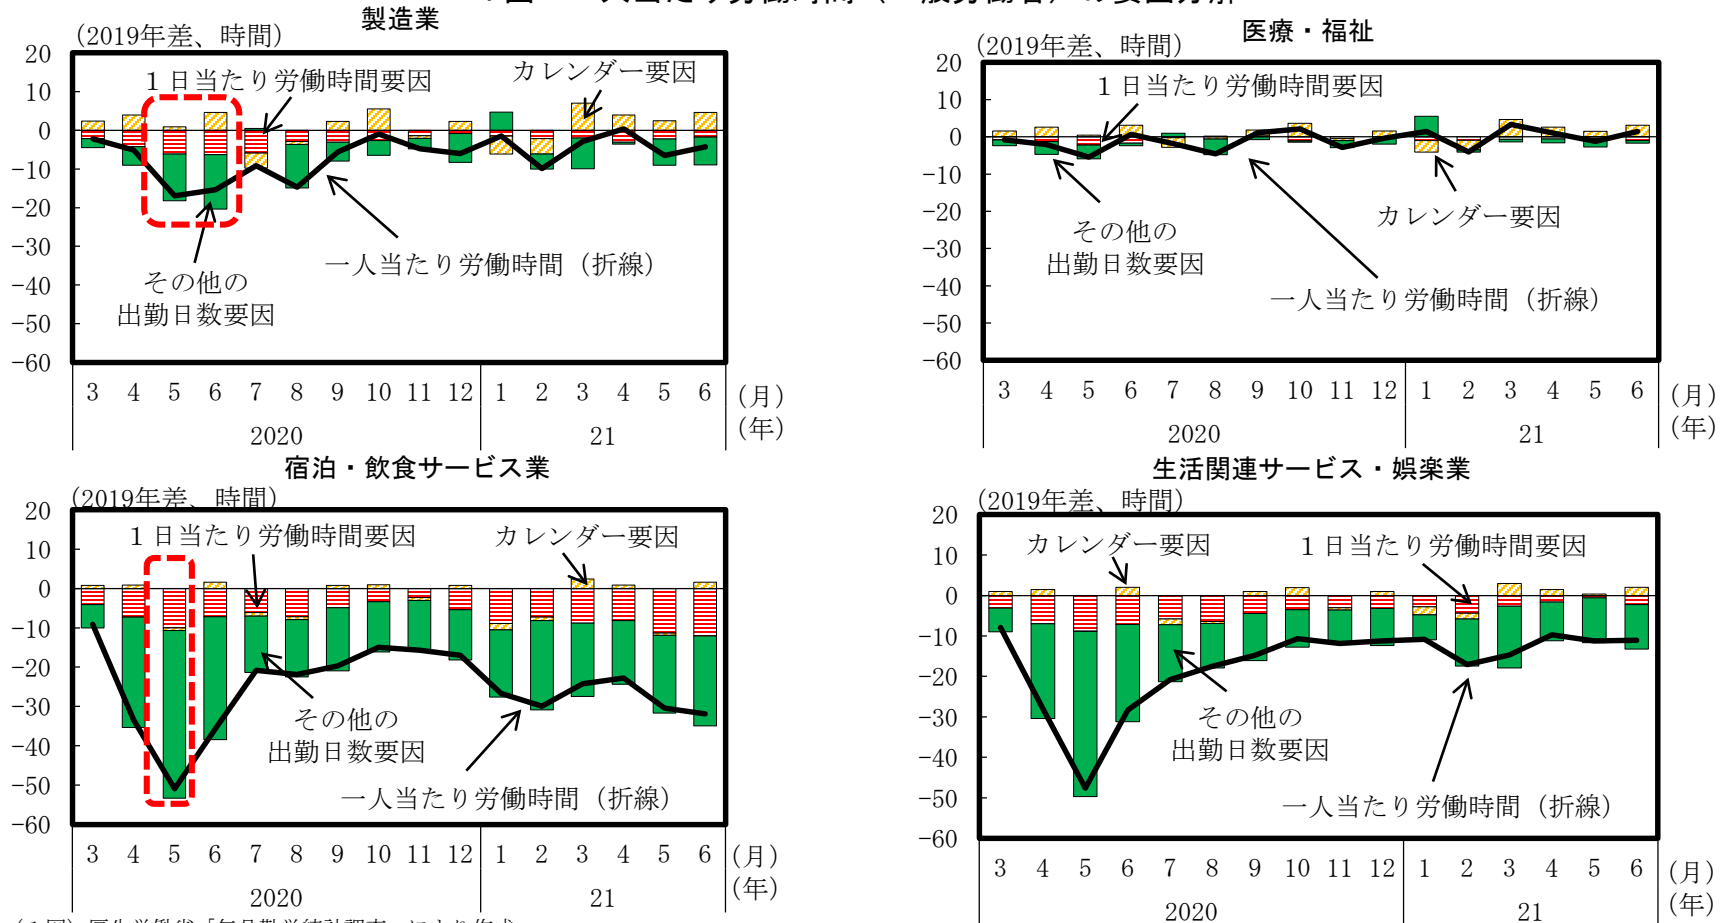 製造業
（2019年差、時間）
１日当たり労働時間要因
カレンダー要因
その他の
出勤日数要因
一人当たり労働時間（折線）
20
10
0
−10
−20
−30
−40
−50
−60
3 4 5 6 7 8 9 10 11 12 1 2 3 4 5 6 （月）
2020 21 （年）
医療・福祉
（2019年差、時間）
１日当たり労働時間要因
カレンダー要因
その他の
出勤日数要因
一人当たり労働時間（折線）
20
10
0
−10
−20
−30
−40
−50
−60
3 4 5 6 7 8 9 10 11 12 1 2 3 4 5 6 （月）
2020 21 （年）
宿泊・飲食サービス業
（2019年差、時間）
１日当たり労働時間要因
カレンダー要因
その他の
出勤日数要因
一人当たり労働時間（折線）
20
10
0
−10
−20
−30
−40
−50
−60
3 4 5 6 7 8 9 10 11 12 1 2 3 4 5 6 （月）
2020 21 （年）
生活関連サービス・娯楽業
（2019年差、時間）
カレンダー要因
１日当たり労働時間要因
その他の
出勤日数要因
一人当たり労働時間（折線）
20
10
0
−10
−20
−30
−40
−50
−60
3 4 5 6 7 8 9 10 11 12 1 2 3 4 5 6 （月）
2020 21 （年）